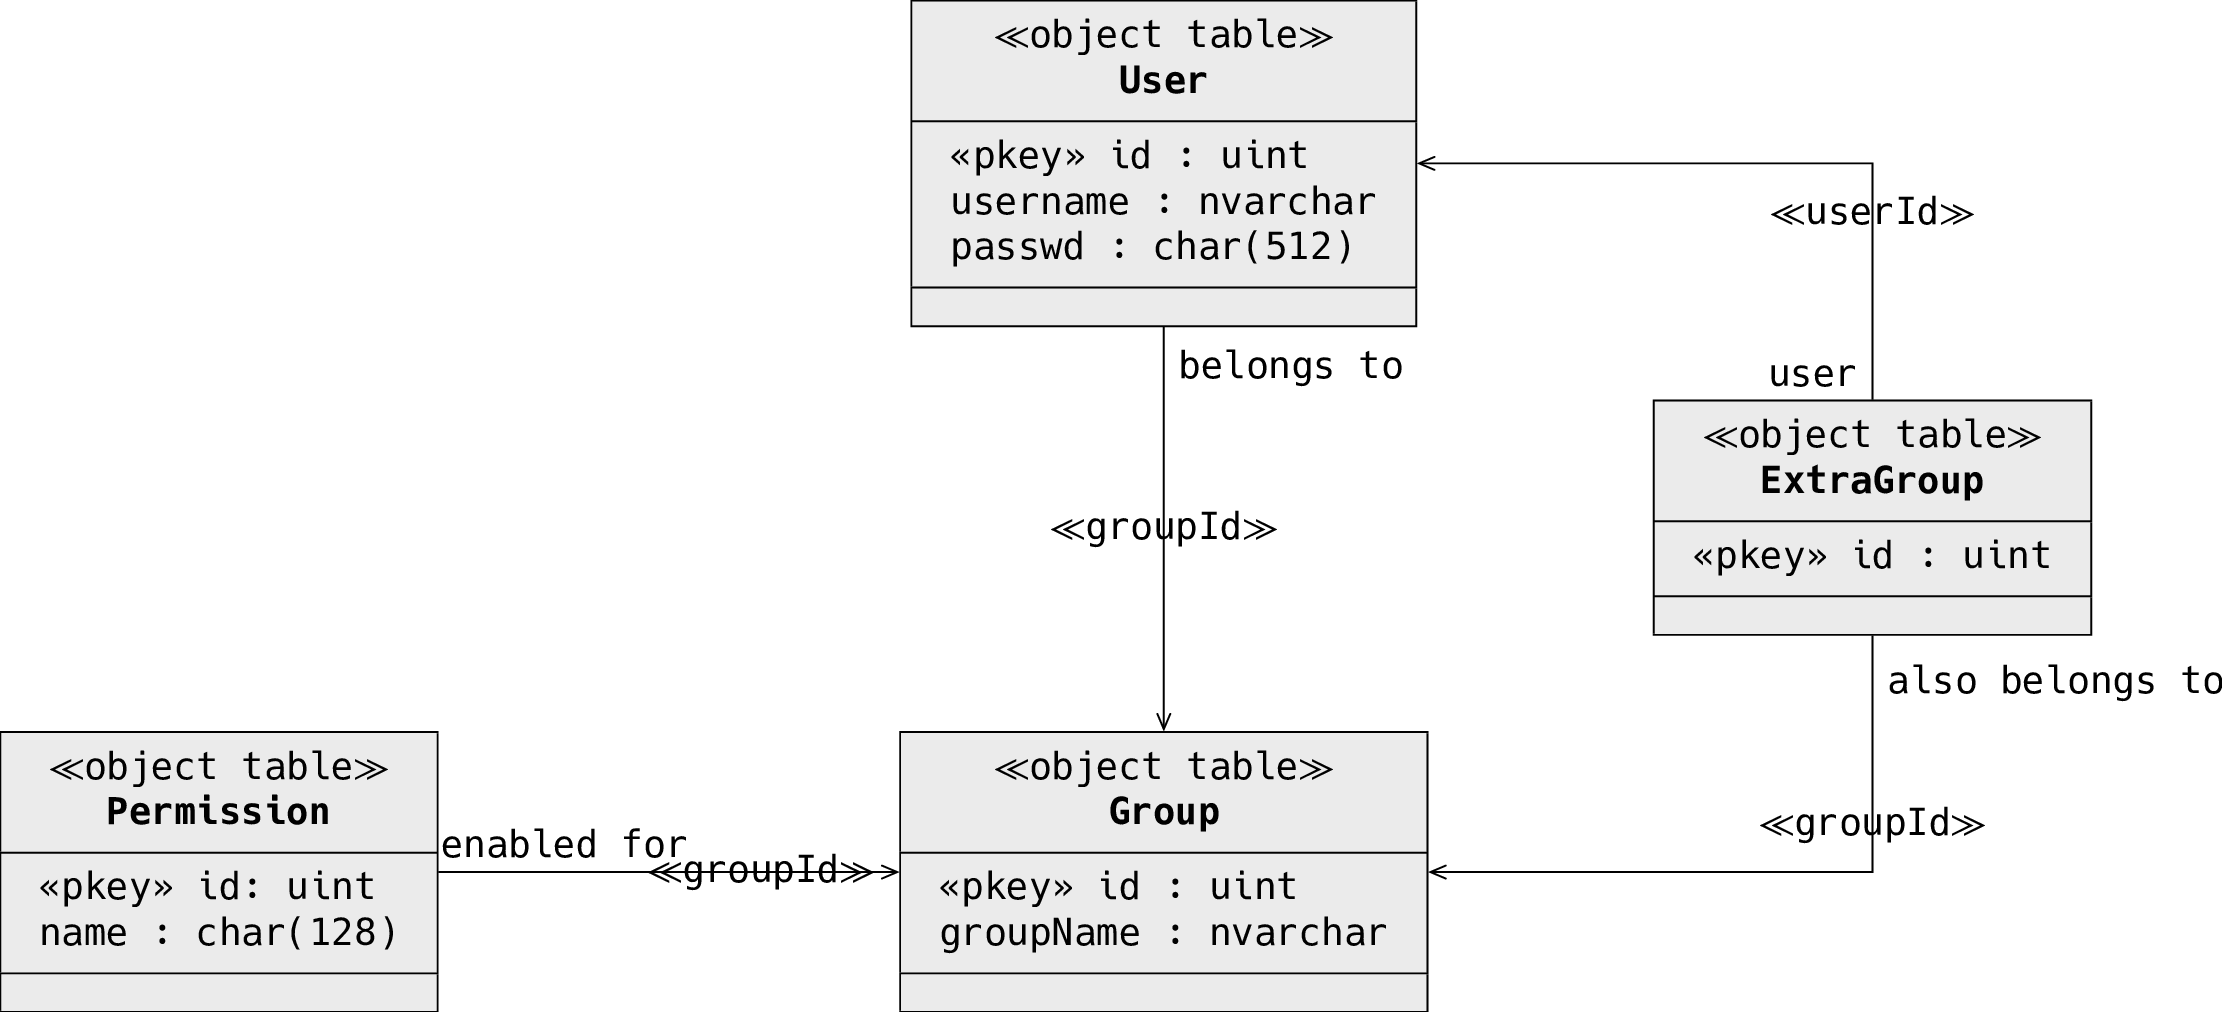 ≪object table≫
User
«pkey» id : uint
username : nvarchar
passwd : char(512)
≪userId≫
user
belongs to
≪groupId≫
≪object table≫
ExtraGroup
«pkey» id : uint
also belongs to
≪groupId≫
≪object table≫
Permission
«pkey» id: uint
name : char(128)
enabled for
≪groupId≫
≪object table≫
Group
«pkey» id : uint
groupName : nvarchar